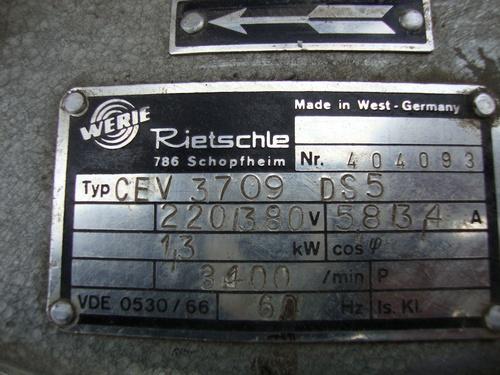 WERIE
Rietschle
786 Schopfheim
Made in West-Germany
Nr. 404093
Typ CEV 3709 DS5
220/380 V 5,8/3,4 A
1,3 kW cos φ
3400 /min P
VDE 0530/66 60 Hz Is. Kl.